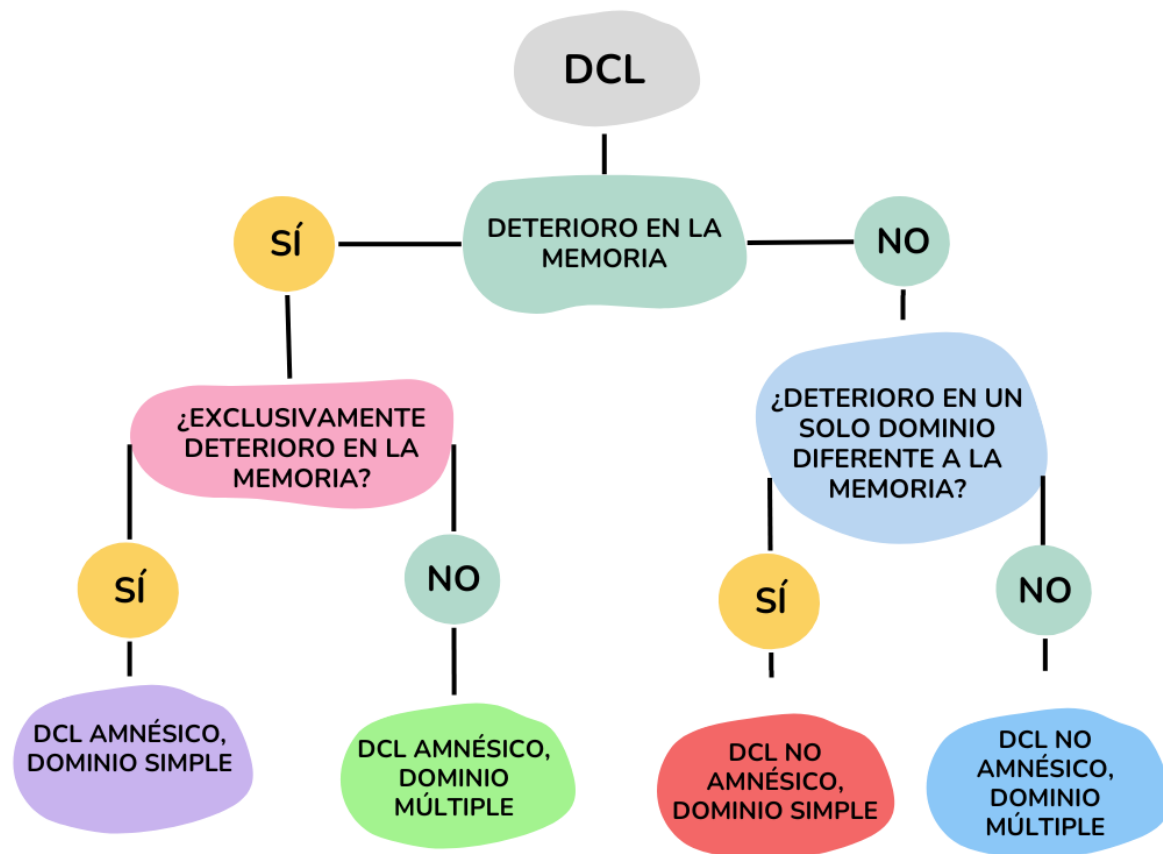 DCL
DETERIORO EN LA
MEMORIA
SÍ
NO
¿EXCLUSIVAMENTE
DETERIORO EN LA
MEMORIA?
¿DETERIORO EN UN
SOLO DOMINIO
DIFERENTE A LA
MEMORIA?
SÍ
NO
SÍ
NO
DCL AMNÉSICO,
DOMINIO SIMPLE
DCL AMNÉSICO,
DOMINIO
MÚLTIPLE
DCL NO
AMNÉSICO,
DOMINIO SIMPLE
DCL NO
AMNÉSICO,
DOMINIO
MÚLTIPLE